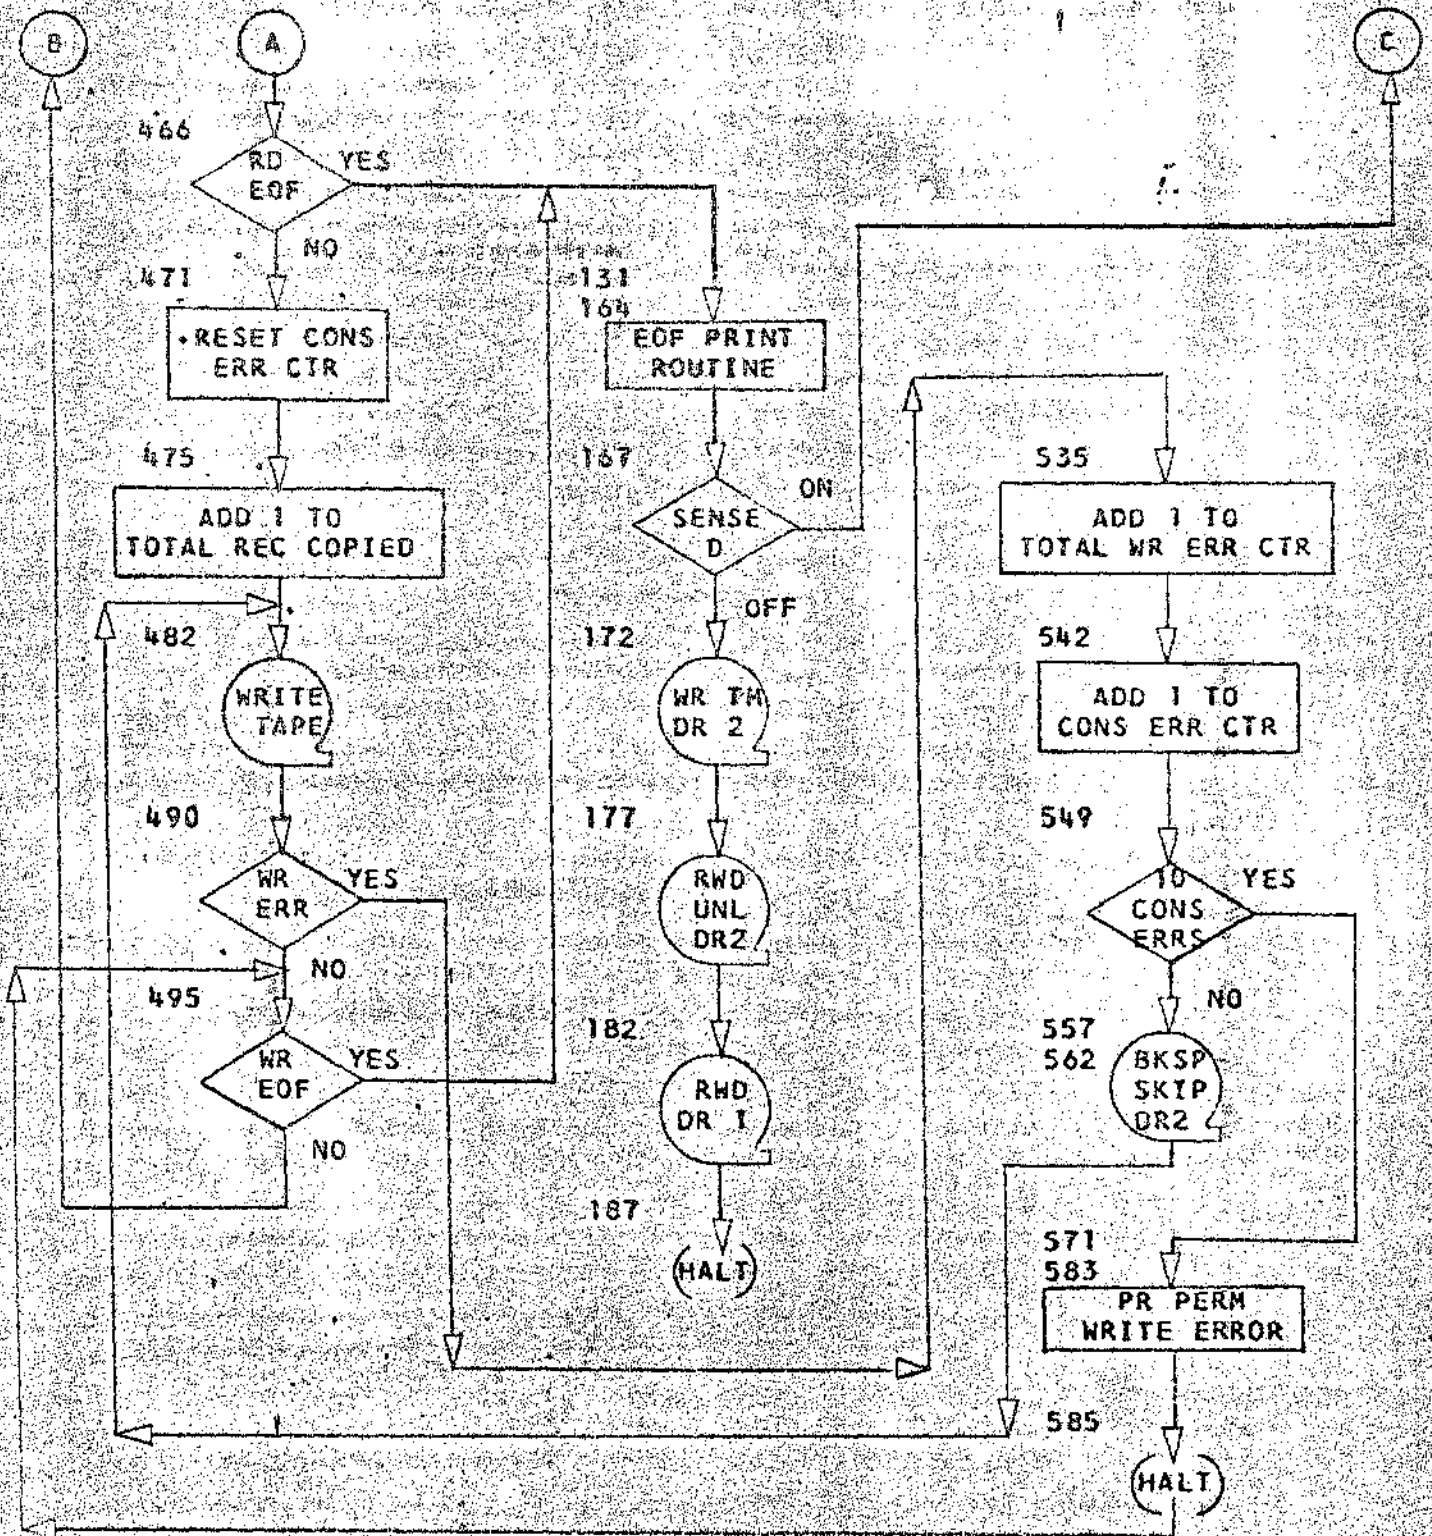 B
A
C
466
RD
EOF
YES
NO
471
RESET CONS
ERR CTR
475
ADD 1 TO
TOTAL REC COPIED
482
WRITE
TAPE
490
WR
ERR
YES
NO
495
WR
EOF
YES
NO
131
164
EOF PRINT
ROUTINE
167
SENSE
D
ON
OFF
172
WR TM
DR 2
177
RWD
UNL
DR2
182
RWD
DR 1
187
(HALT)
535
ADD 1 TO
TOTAL WR ERR CTR
542
ADD 1 TO
CONS ERR CTR
549
10
CONS
ERRS
YES
NO
557
562
BKSP
SKIP
DR2
571
583
PR PERM
WRITE ERROR
585
(HALT)